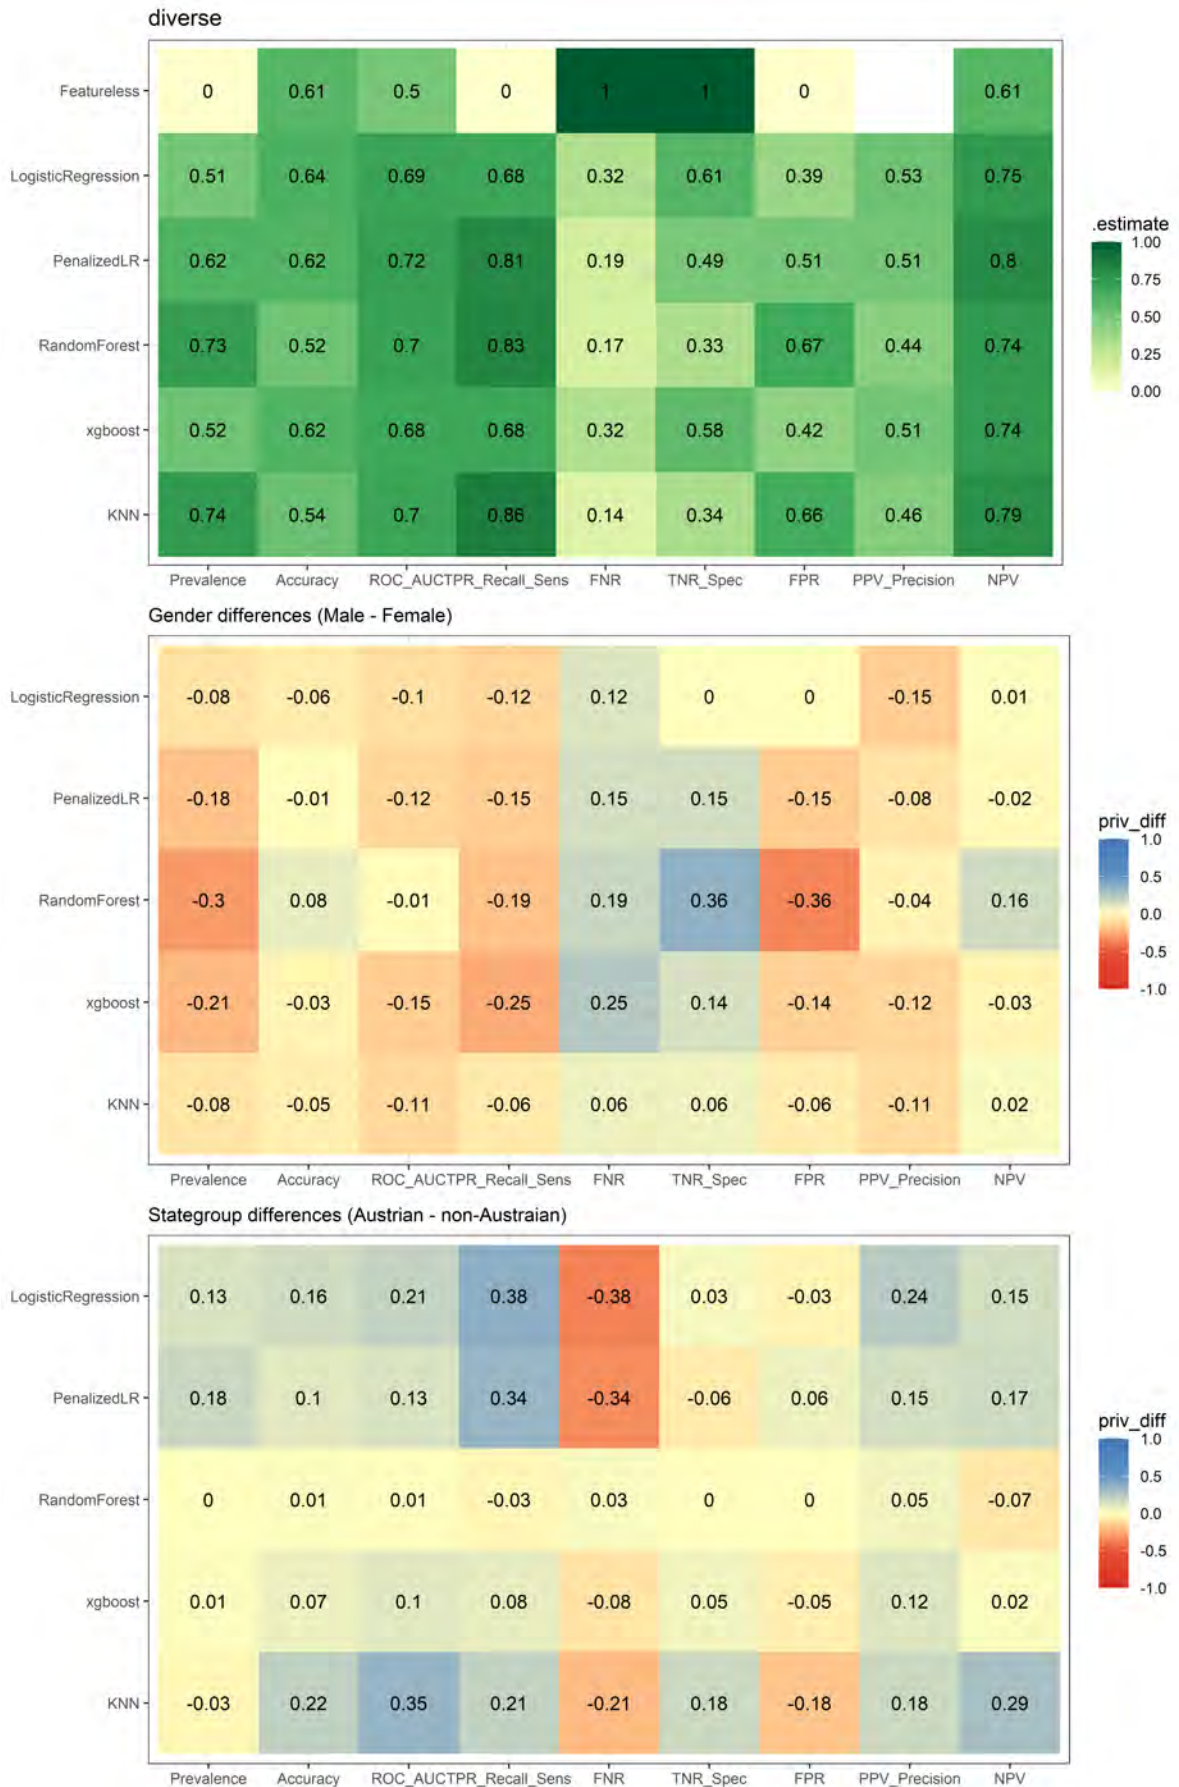 diverse
Featureless 0 0.61 0.5 0 1 1 0 0.61
LogisticRegression 0.51 0.64 0.69 0.68 0.32 0.61 0.39 0.53 0.75
PenalizedLR 0.62 0.62 0.72 0.81 0.19 0.49 0.51 0.51 0.8
RandomForest 0.73 0.52 0.7 0.83 0.17 0.33 0.67 0.44 0.74
xgboost 0.52 0.62 0.68 0.68 0.32 0.58 0.42 0.51 0.74
KNN 0.74 0.54 0.7 0.86 0.14 0.34 0.66 0.46 0.79
Prevalence Accuracy ROC_AUC TPR_Recall_Sens FNR TNR_Spec FPR PPV_Precision NPV
.estimate
1.00
0.75
0.50
0.25
0.00
Gender differences (Male - Female)
LogisticRegression -0.08 -0.06 -0.1 -0.12 0.12 0 0 -0.15 0.01
PenalizedLR -0.18 -0.01 -0.12 -0.15 0.15 0.15 -0.15 -0.08 -0.02
RandomForest -0.3 0.08 -0.01 -0.19 0.19 0.36 -0.36 -0.04 0.16
xgboost -0.21 -0.03 -0.15 -0.25 0.25 0.14 -0.14 -0.12 -0.03
KNN -0.08 -0.05 -0.11 -0.06 0.06 0.06 -0.06 -0.11 0.02
Prevalence Accuracy ROC_AUC TPR_Recall_Sens FNR TNR_Spec FPR PPV_Precision NPV
priv_diff
1.0
0.5
0.0
-0.5
-1.0
Stategroup differences (Austrian - non-Austraian)
LogisticRegression 0.13 0.16 0.21 0.38 -0.38 0.03 -0.03 0.24 0.15
PenalizedLR 0.18 0.1 0.13 0.34 -0.34 -0.06 0.06 0.15 0.17
RandomForest 0 0.01 0.01 -0.03 0.03 0 0 0.05 -0.07
xgboost 0.01 0.07 0.1 0.08 -0.08 0.05 -0.05 0.12 0.02
KNN -0.03 0.22 0.35 0.21 -0.21 0.18 -0.18 0.18 0.29
Prevalence Accuracy ROC_AUC TPR_Recall_Sens FNR TNR_Spec FPR PPV_Precision NPV
priv_diff
1.0
0.5
0.0
-0.5
-1.0